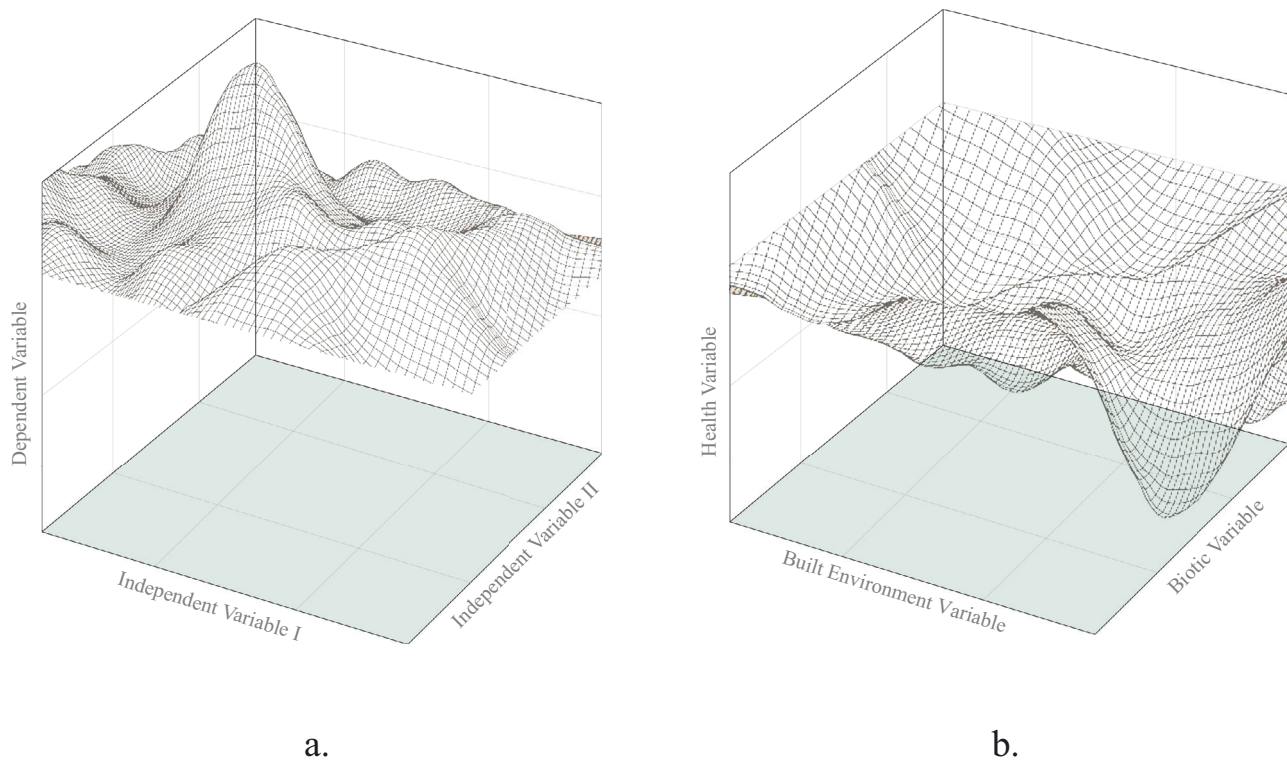 Dependent Variable
Independent Variable I
Independent Variable II
a.
Health Variable
Built Environment Variable
Biotic Variable
b.